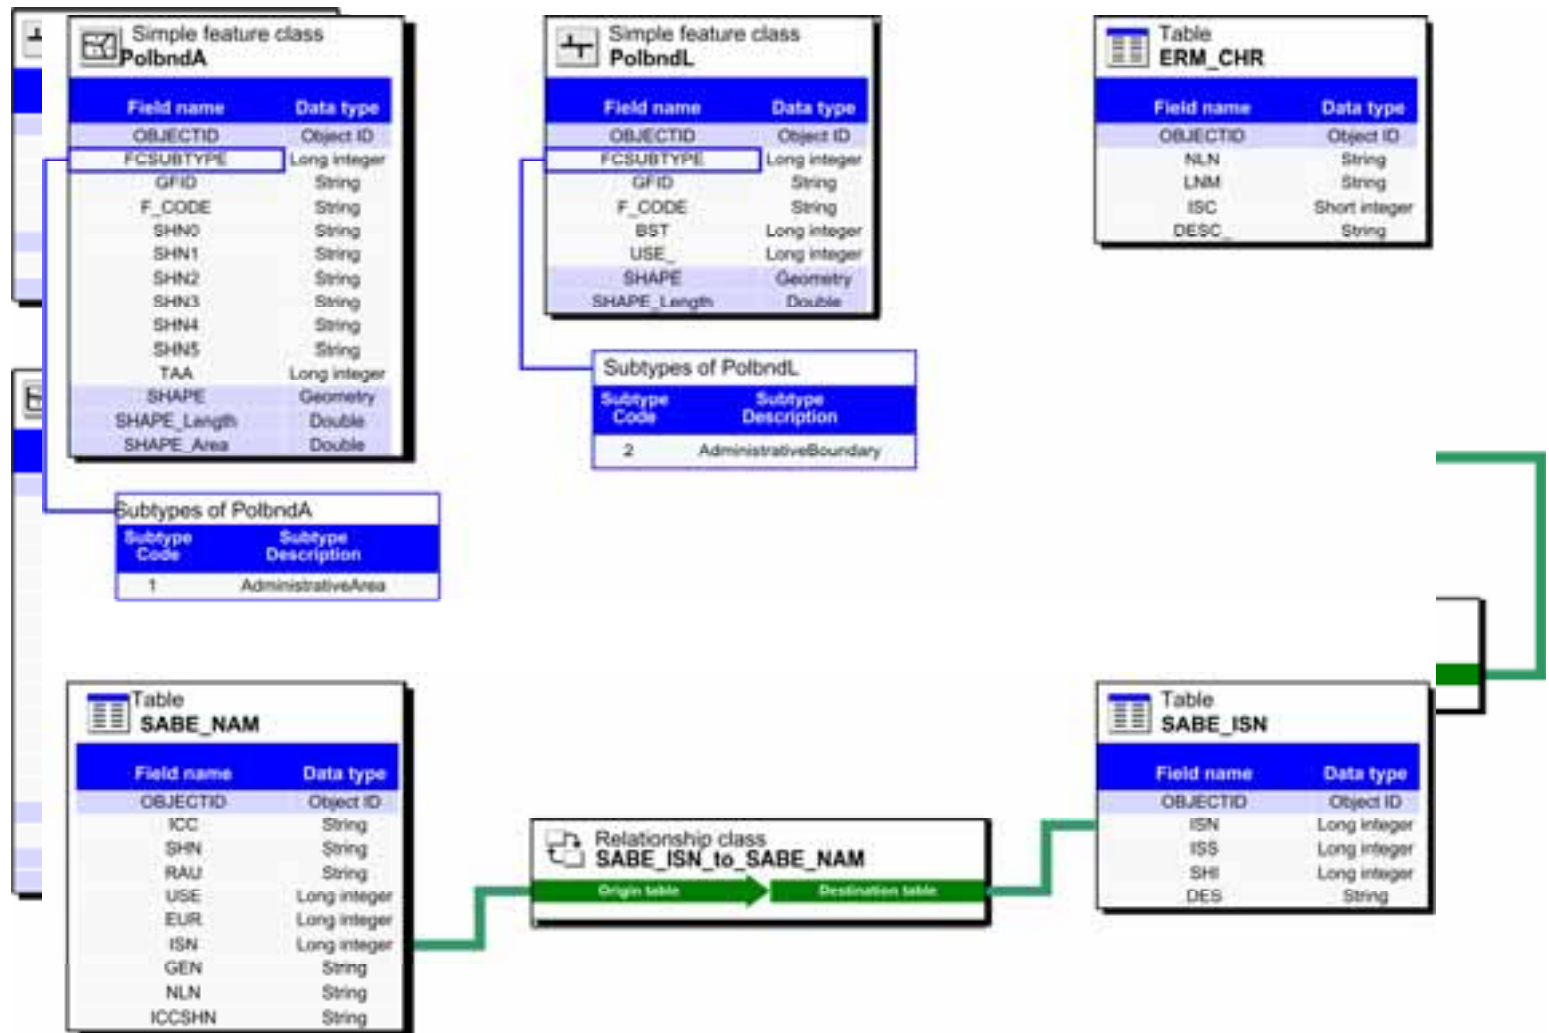 Simple feature class
PolbndA
Field name Data type
OBJECTID Object ID
FCSUBTYPE Long integer
GFID String
F_CODE String
SHN0 String
SHN1 String
SHN2 String
SHN3 String
SHN4 String
SHN5 String
TAA Long integer
SHAPE Geometry
SHAPE_Length Double
SHAPE_Area Double
Subtypes of PolbndA
Subtype Code Subtype Description
1 AdministrativeArea
Simple feature class
PolbndL
Field name Data type
OBJECTID Object ID
FCSUBTYPE Long integer
GFID String
F_CODE String
BST Long integer
USE_ Long integer
SHAPE Geometry
SHAPE_Length Double
Subtypes of PolbndL
Subtype Code Subtype Description
2 AdministrativeBoundary
Table
ERM_CHR
Field name Data type
OBJECTID Object ID
NLN String
LNM String
ISC Short integer
DESC_ String
Table
SABE_NAM
Field name Data type
OBJECTID Object ID
ICC String
SHN String
RAU String
USE Long integer
EUR Long integer
ISN Long integer
GEN String
NLN String
ICCSHN String
Relationship class
SABE_ISN_to_SABE_NAM
Origin table Destination table
Table
SABE_ISN
Field name Data type
OBJECTID Object ID
ISN Long integer
ISS Long integer
SHI Long integer
DES String